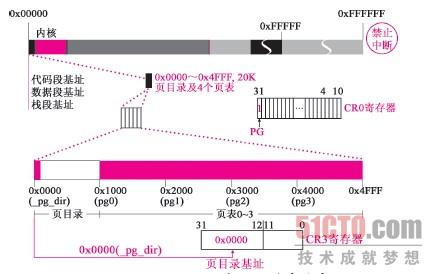 0x00000
0xFFFFF
0xFFFFFF
内核
禁止
中断
代码段基址
数据段基址
栈段基址
0x0000～0x4FFF, 20K
页目录及4个页表
31 4 10
1 ...
CR0寄存器
PG
0x0000 0x1000 0x2000 0x3000 0x4000 0x4FFF
(_pg_dir) (pg0) (pg1) (pg2) (pg3)
页目录 页表0~3
31 12 11 0
0x0000 CR3寄存器
0x0000(_pg_dir)
页目录基址
51CTO.com
技术成就梦想